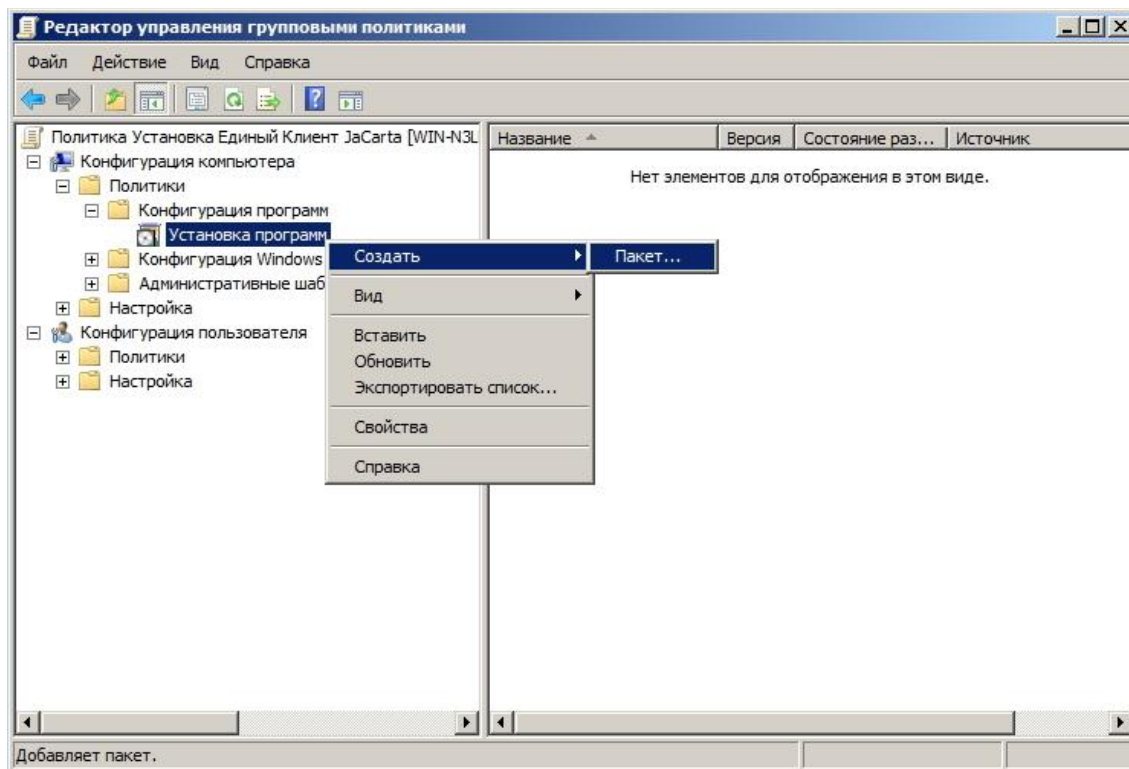 Редактор управления групповыми политиками
Файл Действие Вид Справка
Политика Установка Единый Клиент JaCarta [WIN-N3L
Конфигурация компьютера
Политики
Конфигурация программ
Установка программ
Конфигурация Windows
Административные шаб
Настройка
Конфигурация пользователя
Политики
Настройка
Название Версия Состояние раз... Источник
Нет элементов для отображения в этом виде.
Создать
Вид
Вставить
Обновить
Экспортировать список...
Свойства
Справка
Пакет...
Добавляет пакет.